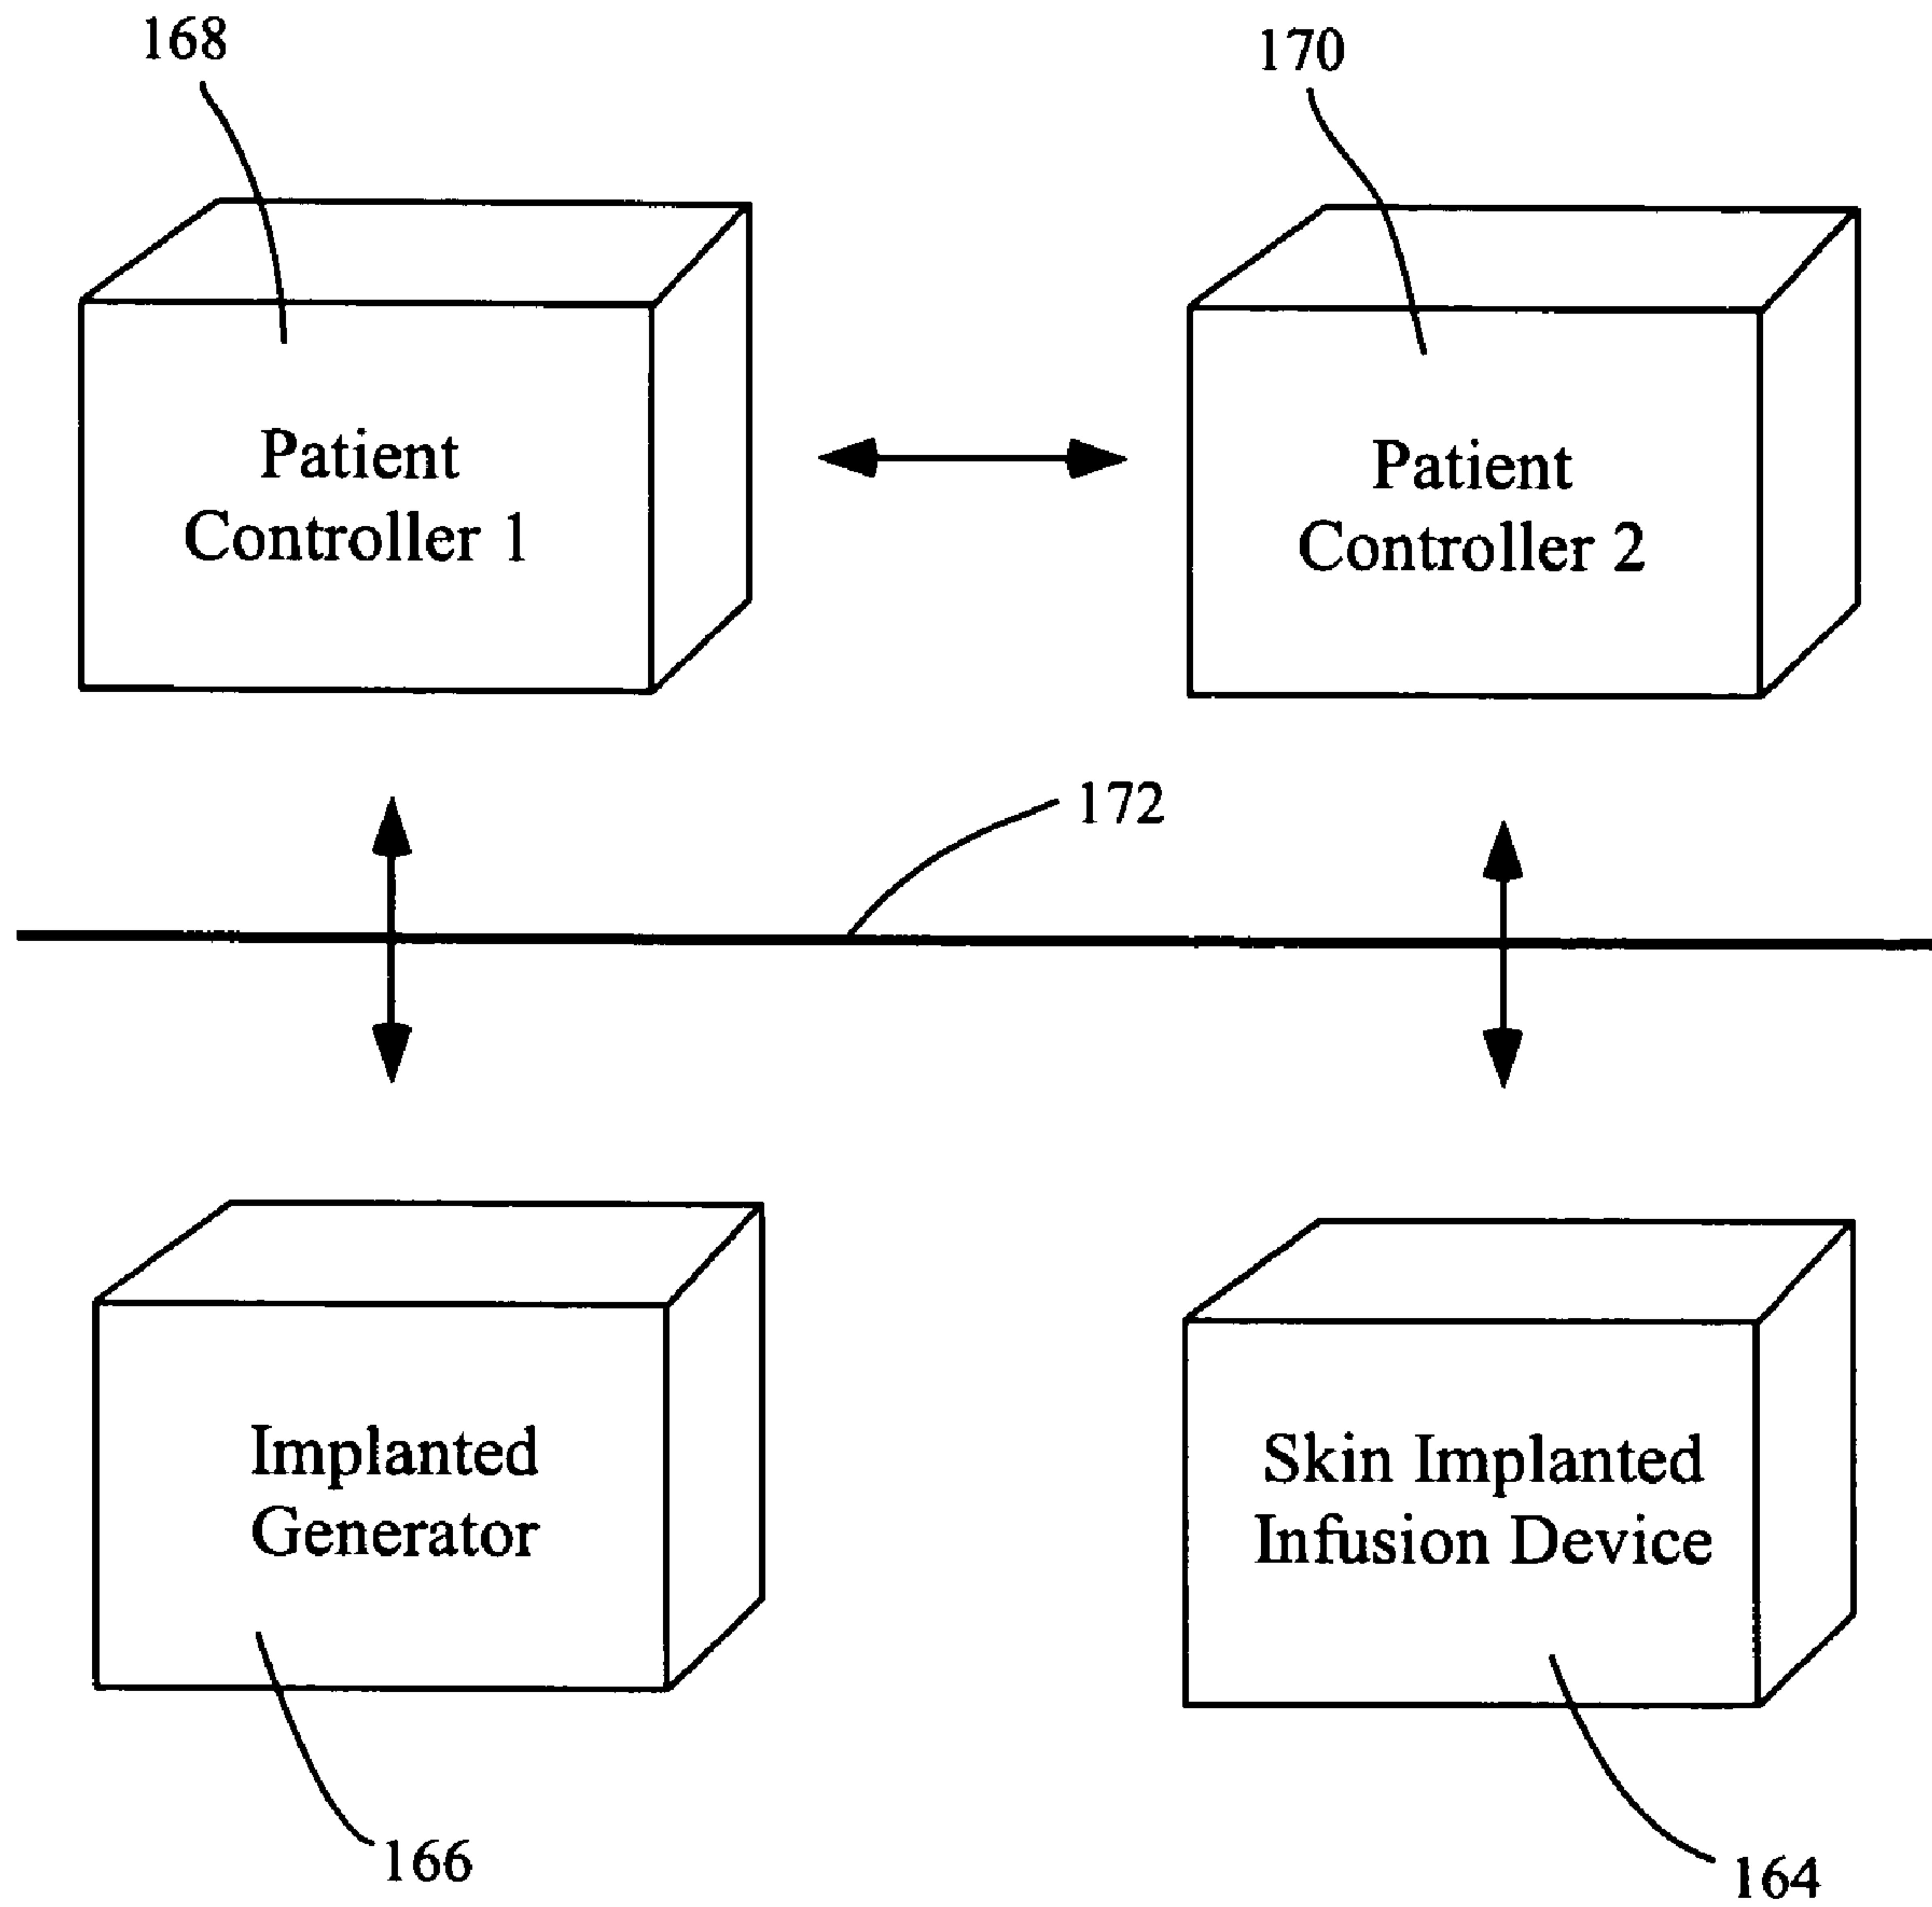 168
170
Patient
Controller 1
Patient
Controller 2
172
Implanted
Generator
Skin Implanted
Infusion Device
166
164